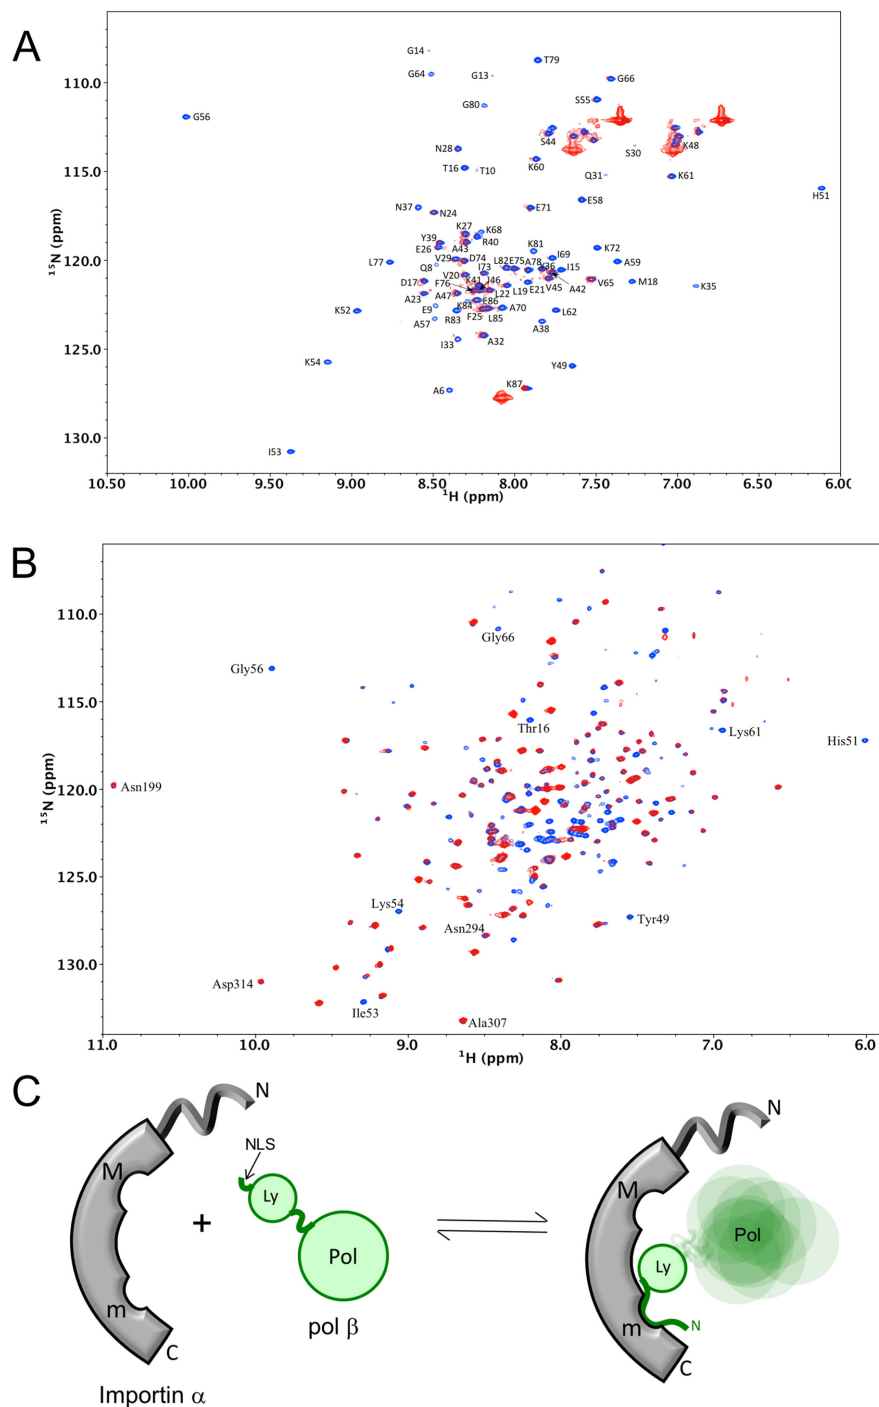 A
G14
G64
G13
T79
G66
G80
S55
G56
S44
K48
N28
S30
T16
T10
K60
Q31
K61
H51
N37
N24
E71
E58
K27
K68
Y39
A43
R40
E26
K81
K72
V29
D74
I69
L77
Q8
I73
L82
E75
A78
Y36
I15
A59
V20
D17
F76
K41
J46
L19
E21
V45
A42
V65
M18
K35
A23
A47
L22
E9
K84
E86
K52
R83
F25
L85
A70
L62
A57
A38
I33
A32
K54
Y49
A6
K87
I53
110.0
115.0
120.0
125.0
130.0
15N (ppm)
10.50
10.00
9.50
9.00
8.50
8.00
7.50
7.00
6.50
6.00
1H (ppm)
B
Gly66
Gly56
Thr16
Lys61
His51
Asn199
Lys54
Asn294
Tyr49
Asp314
Ile53
Ala307
110.0
115.0
120.0
125.0
130.0
15N (ppm)
11.0
10.0
9.0
8.0
7.0
6.0
1H (ppm)
C
N
M
m
C
Importin α
+
NLS
Ly
Pol
pol β
N
M
Pol
Ly
m
N
C